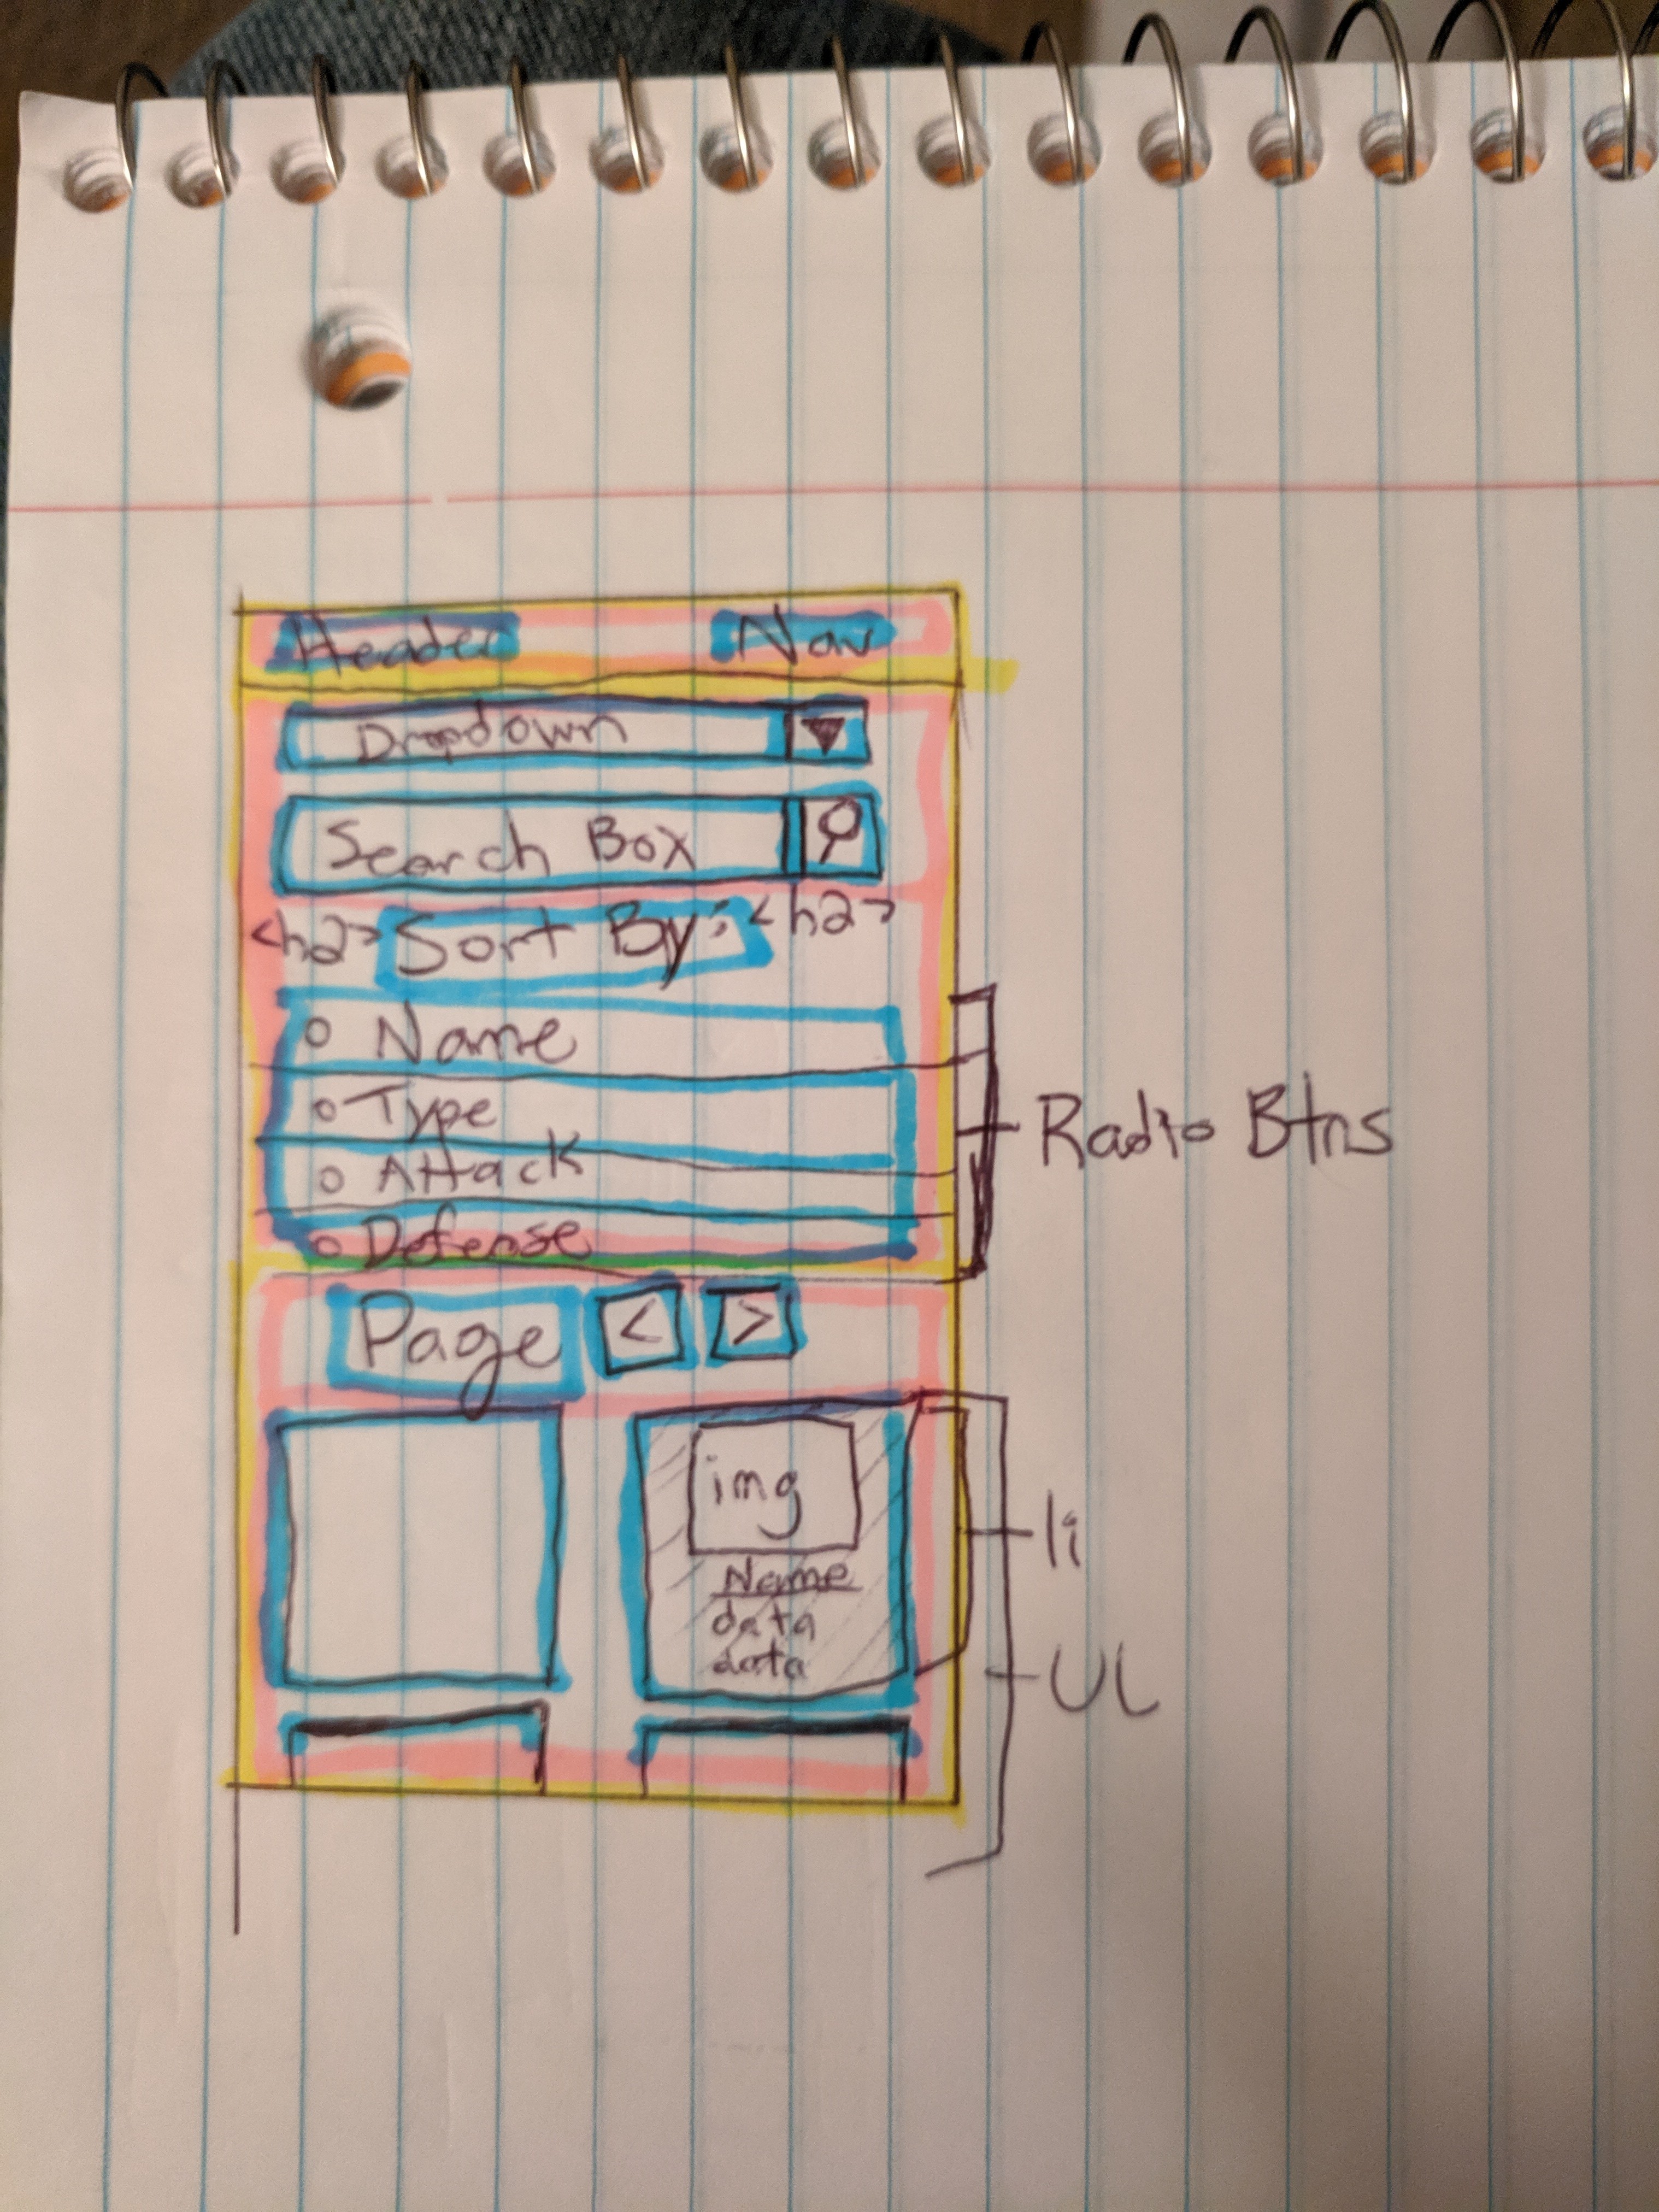 Header Nav
Dropdown
Search Box
<h2> Sort By: <h2>
Name
Type
Attack
Defense
Radio Btns
Page < >
img
Name
data
data
li
UL